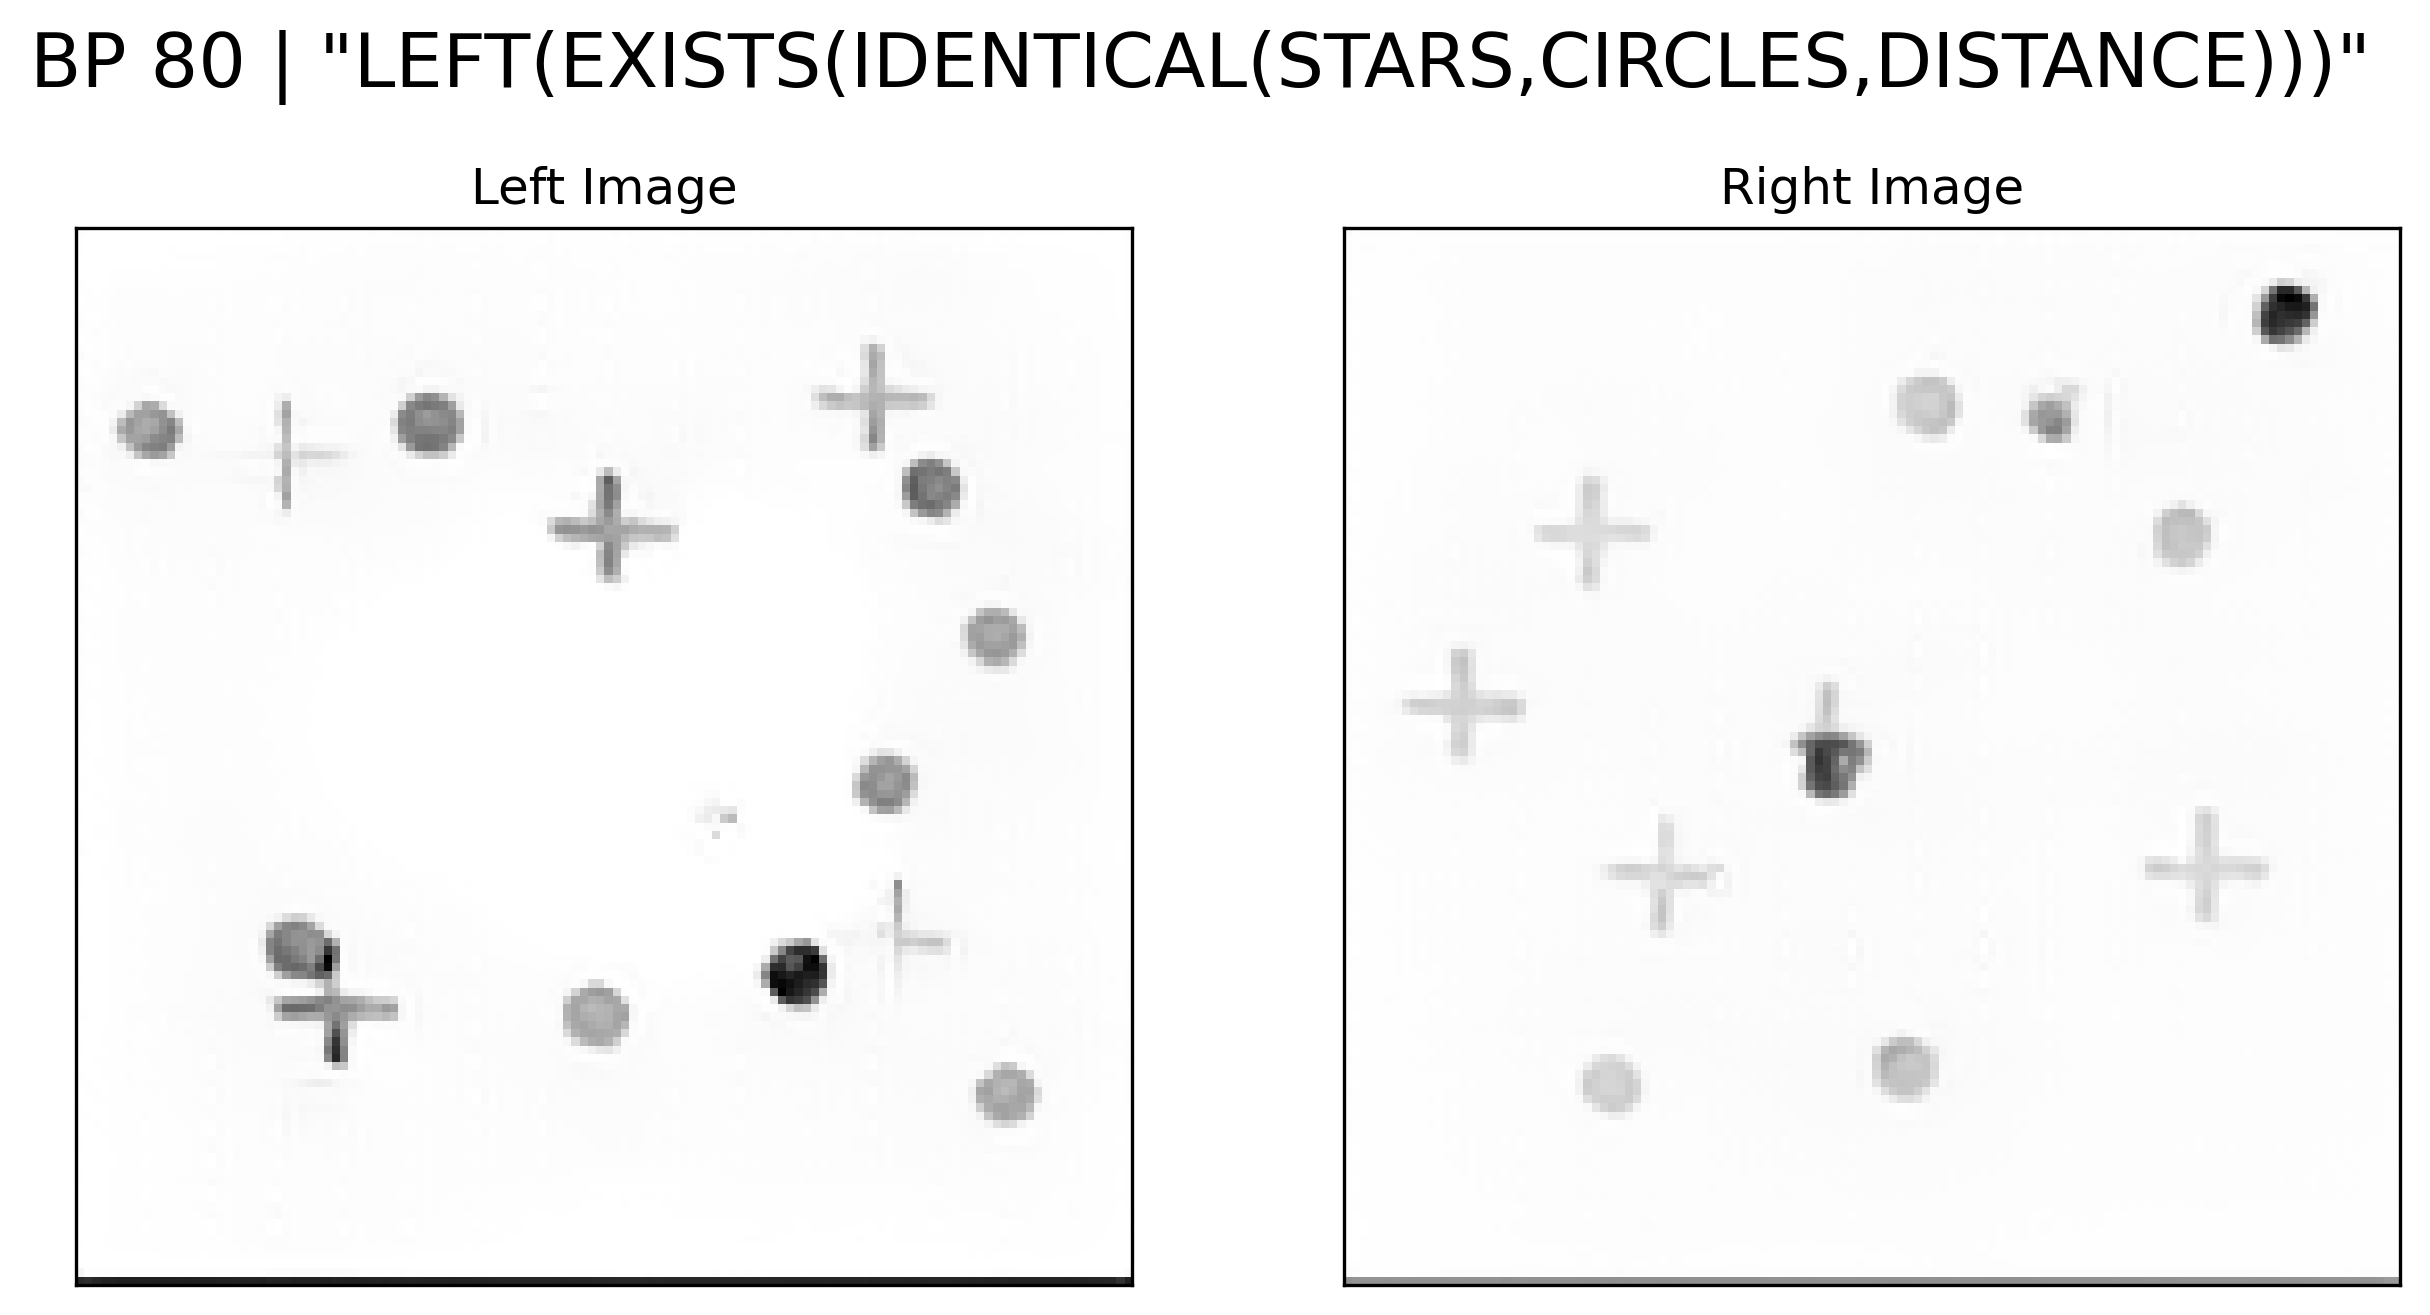 BP 80 | "LEFT(EXISTS(IDENTICAL(STARS,CIRCLES,DISTANCE)))"
Left Image
Right Image